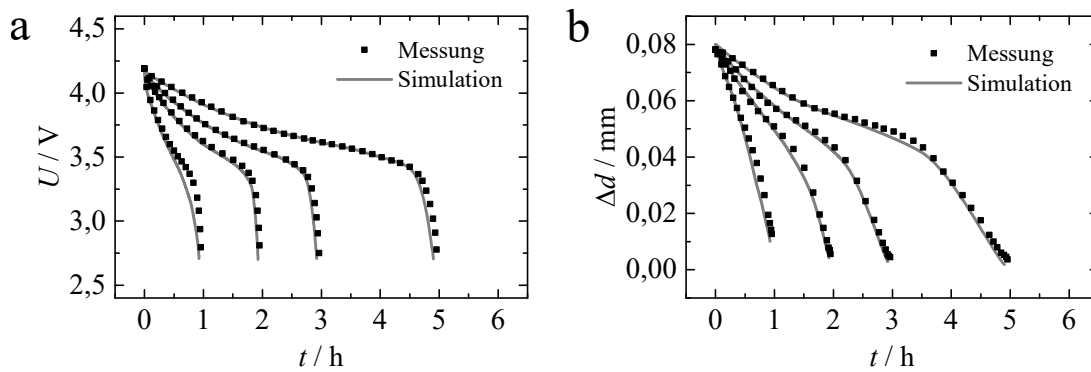 a
4,5
4,0
3,5
3,0
2,5
U / V
0 1 2 3 4 5 6
t / h
Messung
Simulation
b
0,08
0,06
0,04
0,02
0,00
Δd / mm
0 1 2 3 4 5 6
t / h
Messung
Simulation